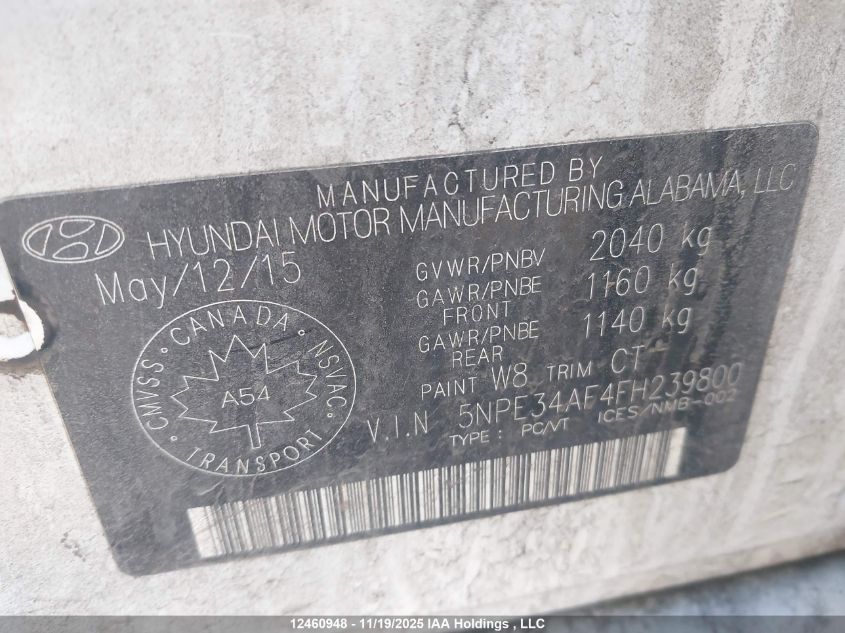 MANUFACTURED BY
HYUNDAI MOTOR MANUFACTURING ALABAMA, LLC
May/12/15
GVWR/PNBV 2040 kg
GAWR/PNBE 1160 kg
FRONT
GAWR/PNBE 1140 kg
REAR
PAINT W8 TRIM CT
V.I.N 5NPE34AF4FH239800
TYPE : PC/VT ICES/NMB-002
CANADA
CMVSS
NSVAC
A54
TRANSPORT
12460948 - 11/19/2025 IAA Holdings , LLC